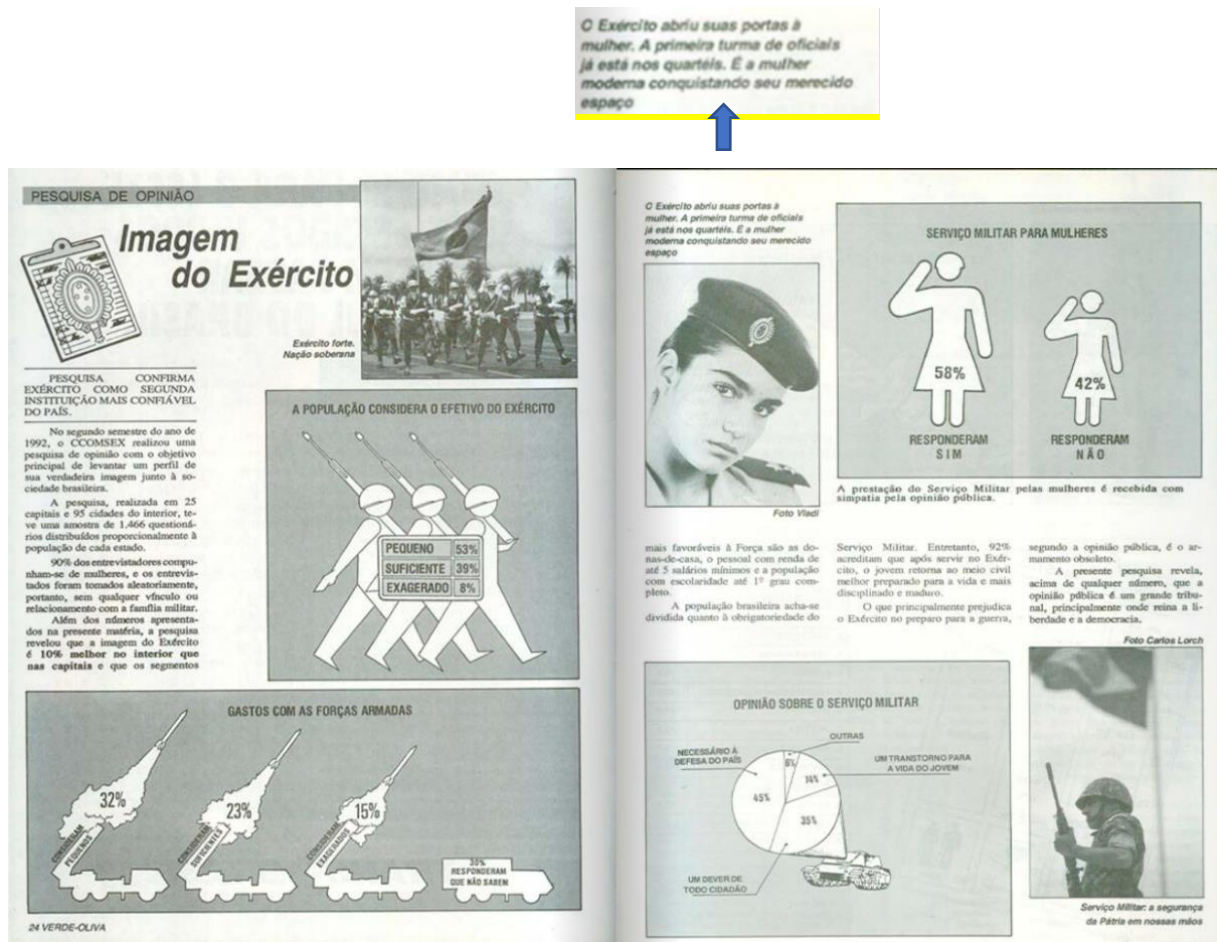 O Exército abriu suas portas à
mulher. A primeira turma de oficiais
já está nos quartéis. É a mulher
moderna conquistando seu merecido
espaço
PESQUISA DE OPINIÃO
Imagem
do Exército
Exército forte.
Nação soberana
PESQUISA CONFIRMA
EXÉRCITO COMO SEGUNDA
INSTITUIÇÃO MAIS CONFIÁVEL
DO PAÍS.
No segundo semestre do ano de
1992, o CCOMSEX realizou uma
pesquisa de opinião com o objetivo
principal de levantar um perfil de
sua verdadeira imagem junto à so-
ciedade brasileira.
A pesquisa, realizada em 25
capitais e 95 cidades do interior, te-
ve uma amostra de 1.466 questioná-
rios distribuídos proporcionalmente à
população de cada estado.
90% dos entrevistadores compu-
nham-se de mulheres, e os entrevis-
tados foram tomados aleatoriamente,
portanto, sem qualquer vínculo ou
relacionamento com a família militar.
Além dos números apresenta-
dos na presente matéria, a pesquisa
revelou que a imagem do Exército
é 10% melhor no interior que
nas capitais e que os segmentos
A POPULAÇÃO CONSIDERA O EFETIVO DO EXÉRCITO
PEQUENO 53%
SUFICIENTE 39%
EXAGERADO 8%
GASTOS COM AS FORÇAS ARMADAS
32%
CONSIDERAM
PEQUENOS
23%
CONSIDERAM
SUFICIENTES
15%
CONSIDERAM
EXAGERADOS
30%
RESPONDERAM
QUE NÃO SABEM
24 VERDE-OLIVA
O Exército abriu suas portas à
mulher. A primeira turma de oficiais
já está nos quartéis. É a mulher
moderna conquistando seu merecido
espaço
Foto Vladi
SERVIÇO MILITAR PARA MULHERES
58%
RESPONDERAM
SIM
42%
RESPONDERAM
NÃO
A prestação do Serviço Militar pelas mulheres é recebida com
simpatia pela opinião pública.
mais favoráveis à Força são as do-
nas-de-casa, o pessoal com renda de
até 5 salários mínimos e a população
com escolaridade até 1º grau com-
pleto.
A população brasileira acha-se
dividida quanto à obrigatoriedade do
Serviço Militar. Entretanto, 92%
acreditam que após servir no Exér-
cito, o jovem retorna ao meio civil
melhor preparado para a vida e mais
disciplinado e maduro.
O que principalmente prejudica
o Exército no preparo para a guerra,
segundo a opinião pública, é o ar-
mamento obsoleto.
A presente pesquisa revela,
acima de qualquer número, que a
opinião pública é um grande tribu-
nal, principalmente onde reina a li-
berdade e a democracia.
OPINIÃO SOBRE O SERVIÇO MILITAR
OUTRAS
6%
NECESSÁRIO À
DEFESA DO PAÍS
45%
UM TRANSTORNO PARA
A VIDA DO JOVEM
14%
35%
UM DEVER DE
TODO CIDADÃO
Foto Carlos Lorch
Serviço Militar: a segurança
da Pátria em nossas mãos